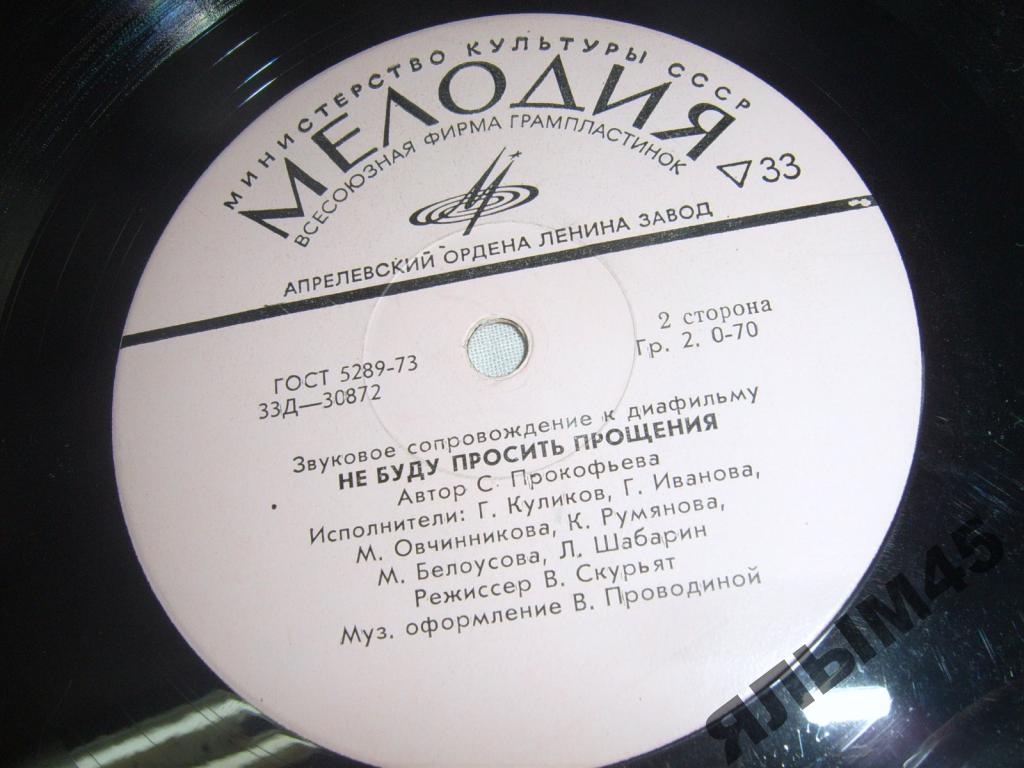 МИНИСТЕРСТВО КУЛЬТУРЫ СССР
МЕЛОДИЯ
ВСЕСОЮЗНАЯ ФИРМА ГРАМПЛАСТИНОК
33
АПРЕЛЕВСКИЙ ОРДЕНА ЛЕНИНА ЗАВОД
2 сторона
Гр. 2. 0-70
ГОСТ 5289-73
33Д—30872
Звуковое сопровождение к диафильму
НЕ БУДУ ПРОСИТЬ ПРОЩЕНИЯ
Автор С. Прокофьева
Исполнители: Г. Куликов, Г. Иванова,
М. Овчинникова, К. Румянова,
М. Белоусова, Л. Шабарин
Режиссер В. Скурьят
Муз. оформление В. Проводиной
ЯЛЫМ45